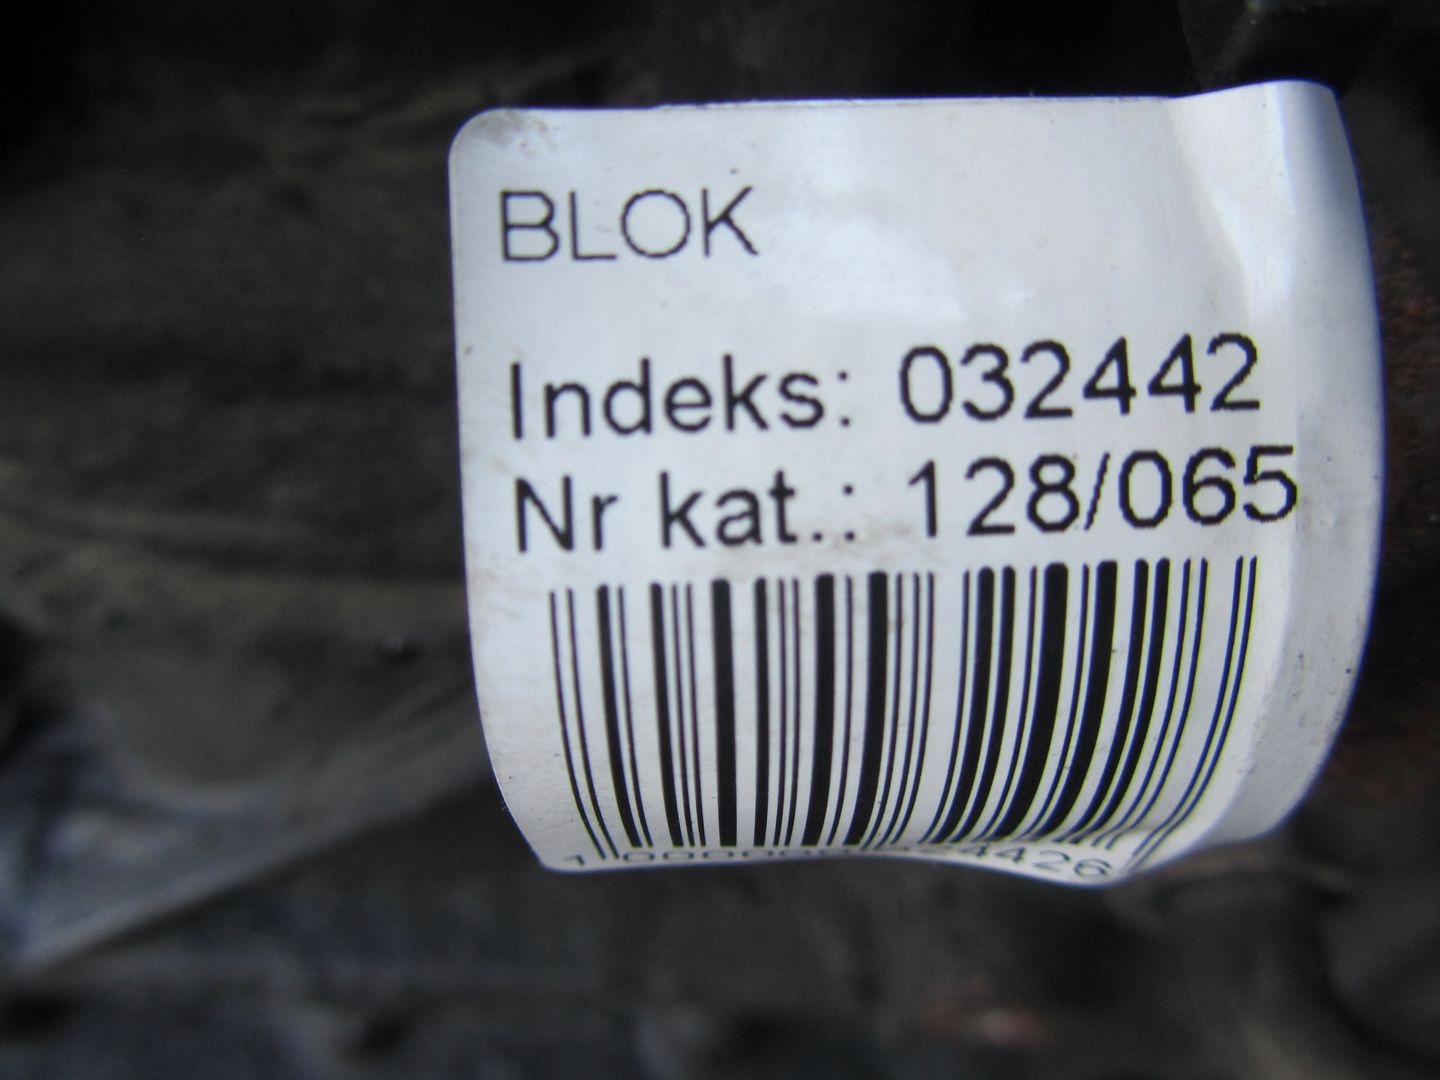 BLOK
Indeks: 032442
Nr kat.: 128/065